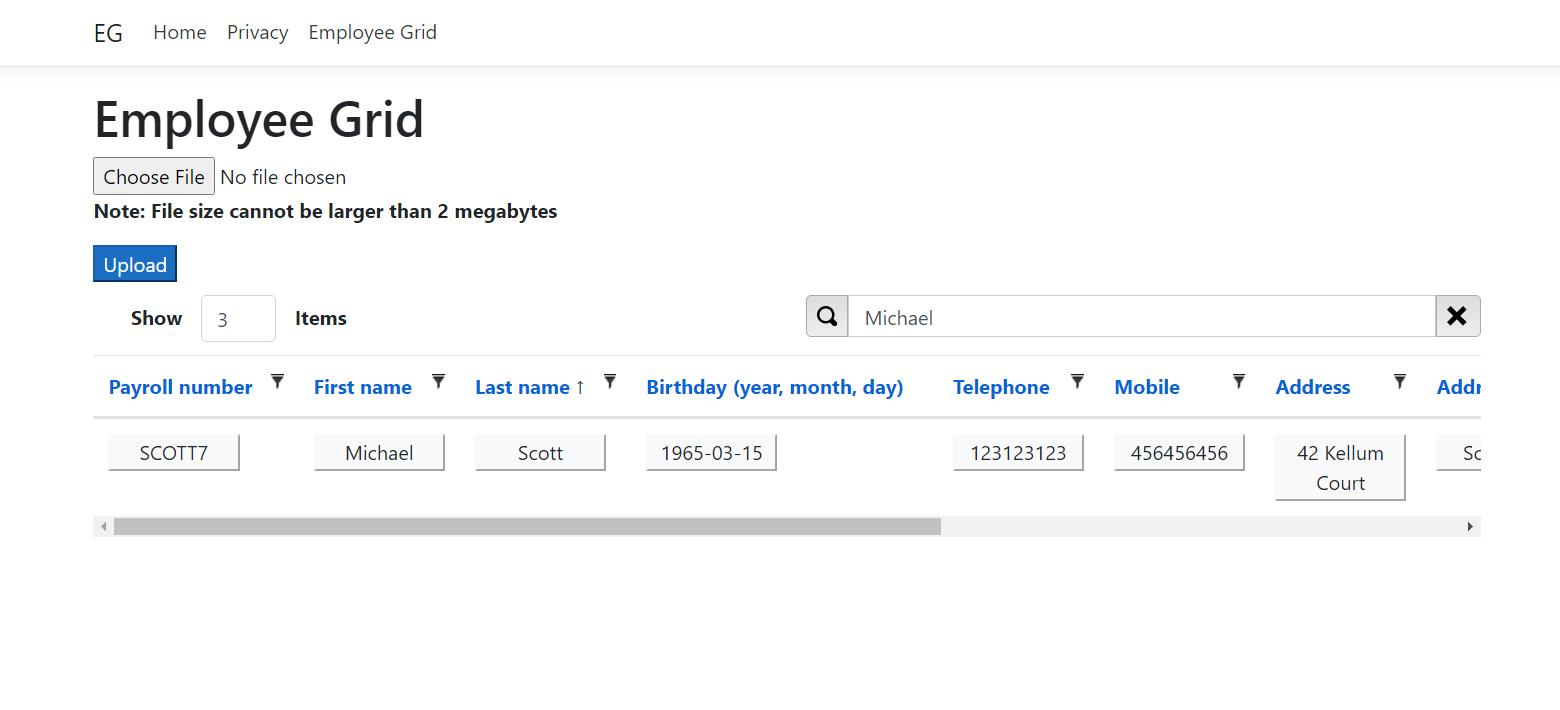 EG Home Privacy Employee Grid
Employee Grid
Choose File No file chosen
Note: File size cannot be larger than 2 megabytes
Upload
Show 3 Items Michael
Payroll number First name Last name ↑ Birthday (year, month, day) Telephone Mobile Address Addr
SCOTT7 Michael Scott 1965-03-15 123123123 456456456 42 Kellum Sc
Court